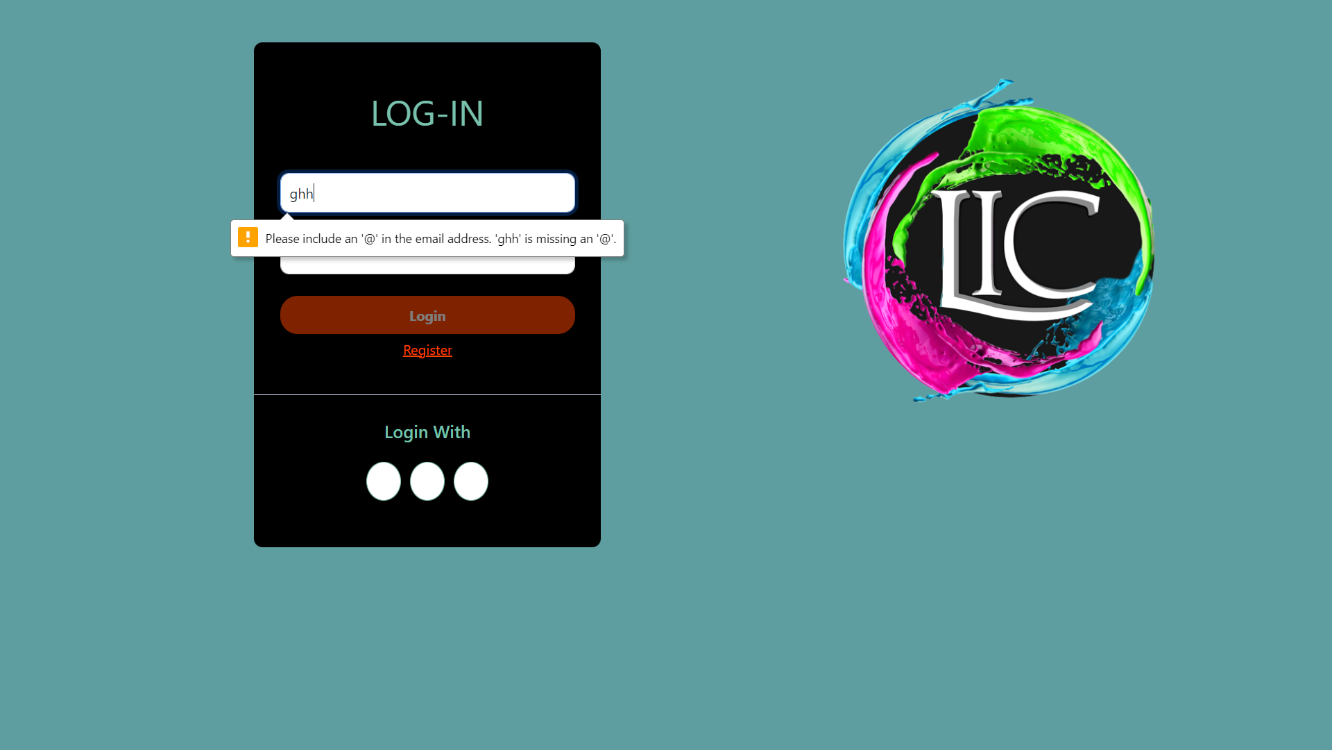 LOG-IN
ghh
Please include an '@' in the email address. 'ghh' is missing an '@'.
Login
Register
Login With
LIC